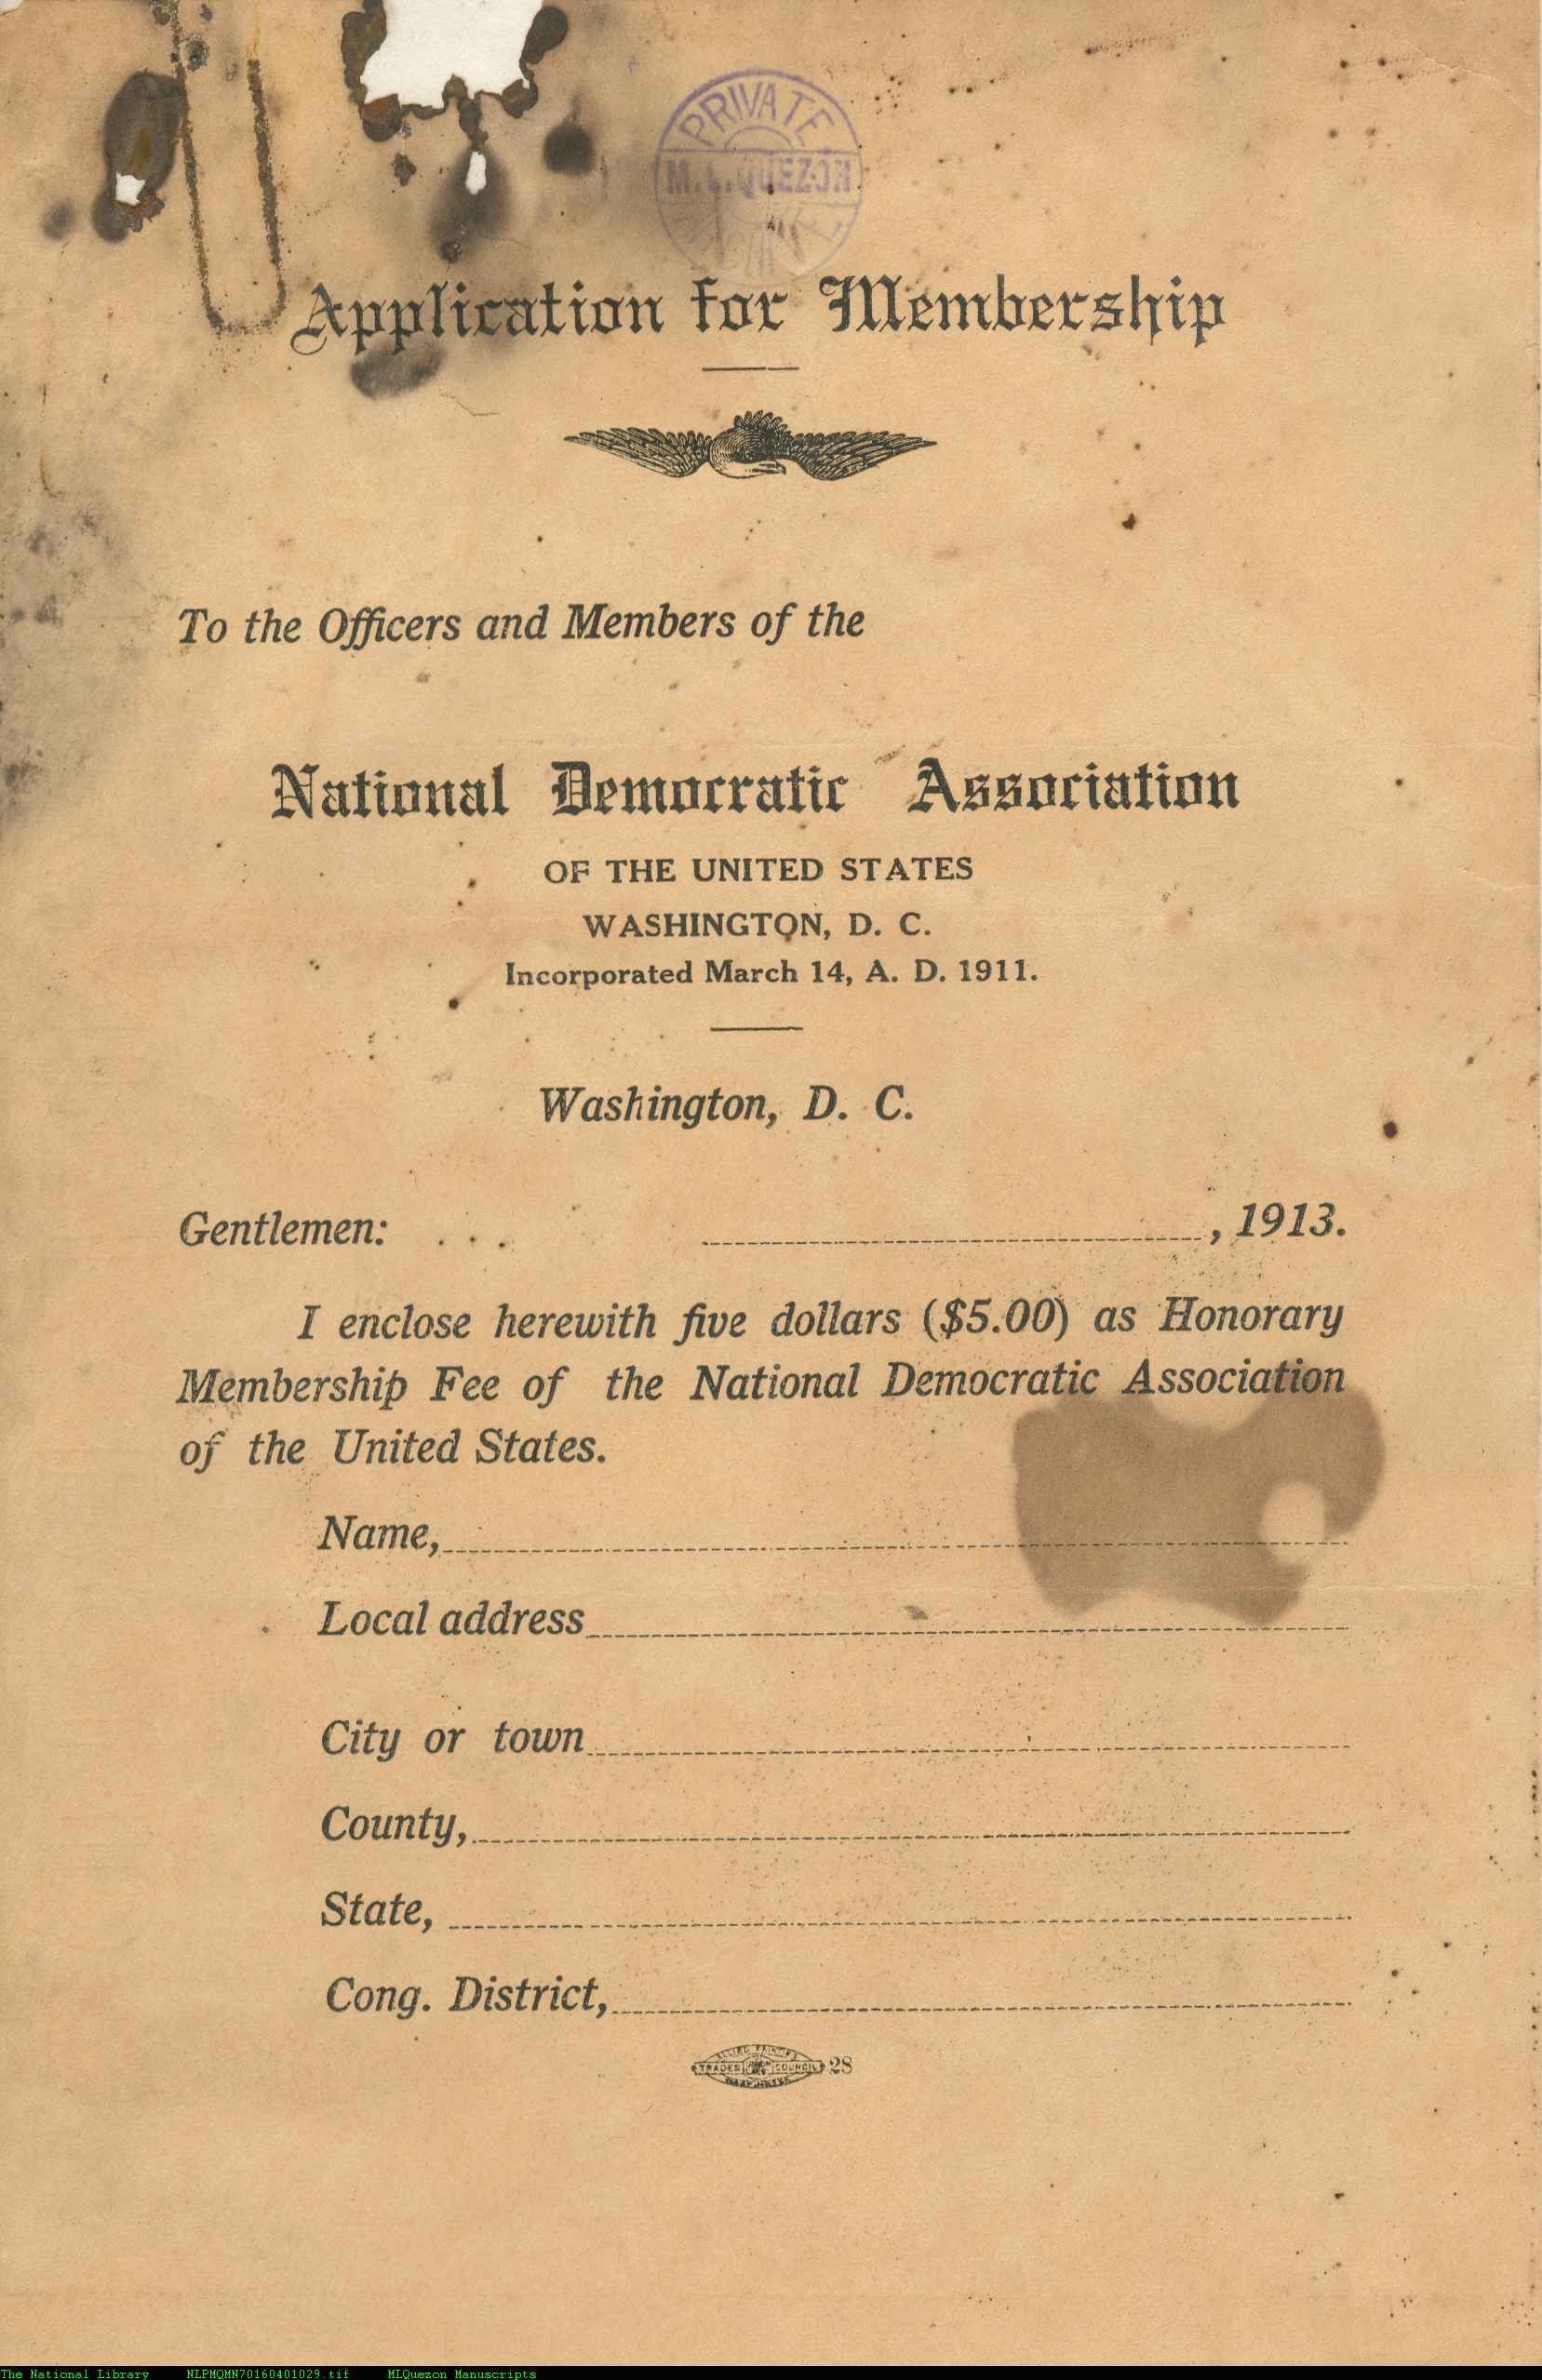 PRIVATE
M. L. QUEZON
Application for Membership
To the Officers and Members of the
National Democratic Association
OF THE UNITED STATES
WASHINGTON, D. C.
Incorporated March 14, A. D. 1911.
Washington, D. C.
Gentlemen: , 1913.
I enclose herewith five dollars ($5.00) as Honorary
Membership Fee of the National Democratic Association
of the United States.
Name,
Local address
City or town
County,
State,
Cong. District,
ALLIED PRINTING
TRADES COUNCIL 28
The National Library NLPMQMN70160401029.tif MLQuezon Manuscripts